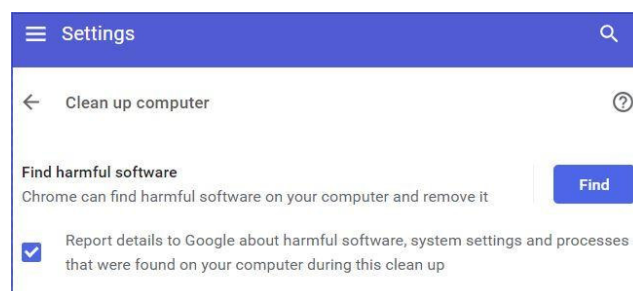 Settings
Clean up computer
Find harmful software
Chrome can find harmful software on your computer and remove it
Find
Report details to Google about harmful software, system settings and processes
that were found on your computer during this clean up